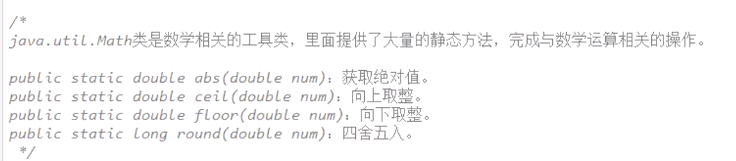 /*
java.util.Math类是数学相关的工具类，里面提供了大量的静态方法，完成与数学运算相关的操作。
public static double abs(double num)：获取绝对值。
public static double ceil(double num)：向上取整。
public static double floor(double num)：向下取整。
public static long round(double num)：四舍五入。
*/